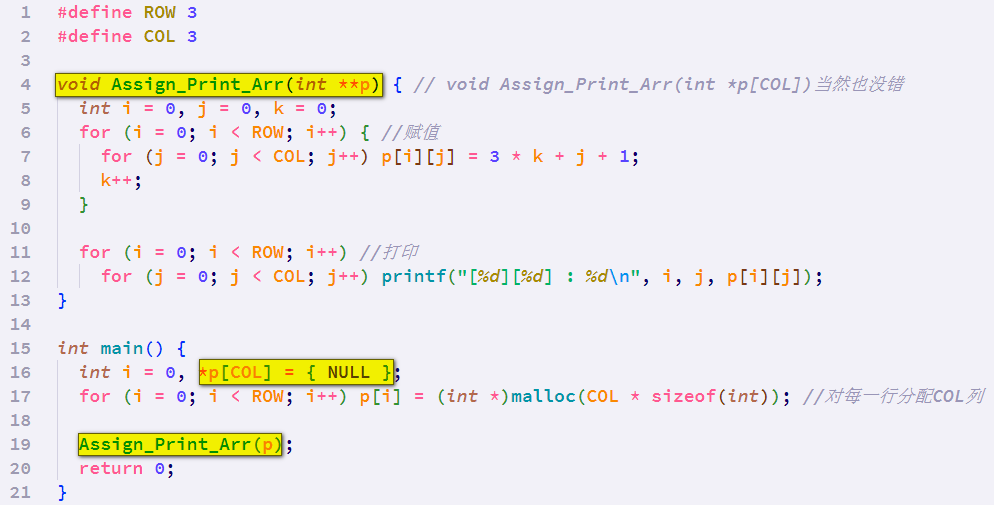 1 #define ROW 3
2 #define COL 3
3
4 void Assign_Print_Arr(int **p) { // void Assign_Print_Arr(int *p[COL])当然也没错
5   int i = 0, j = 0, k = 0;
6   for (i = 0; i < ROW; i++) { //赋值
7     for (j = 0; j < COL; j++) p[i][j] = 3 * k + j + 1;
8     k++;
9   }
10
11   for (i = 0; i < ROW; i++) //打印
12     for (j = 0; j < COL; j++) printf("[%d][%d] : %d\n", i, j, p[i][j]);
13 }
14
15 int main() {
16   int i = 0, *p[COL] = { NULL };
17   for (i = 0; i < ROW; i++) p[i] = (int *)malloc(COL * sizeof(int)); //对每一行分配COL列
18
19   Assign_Print_Arr(p);
20   return 0;
21 }